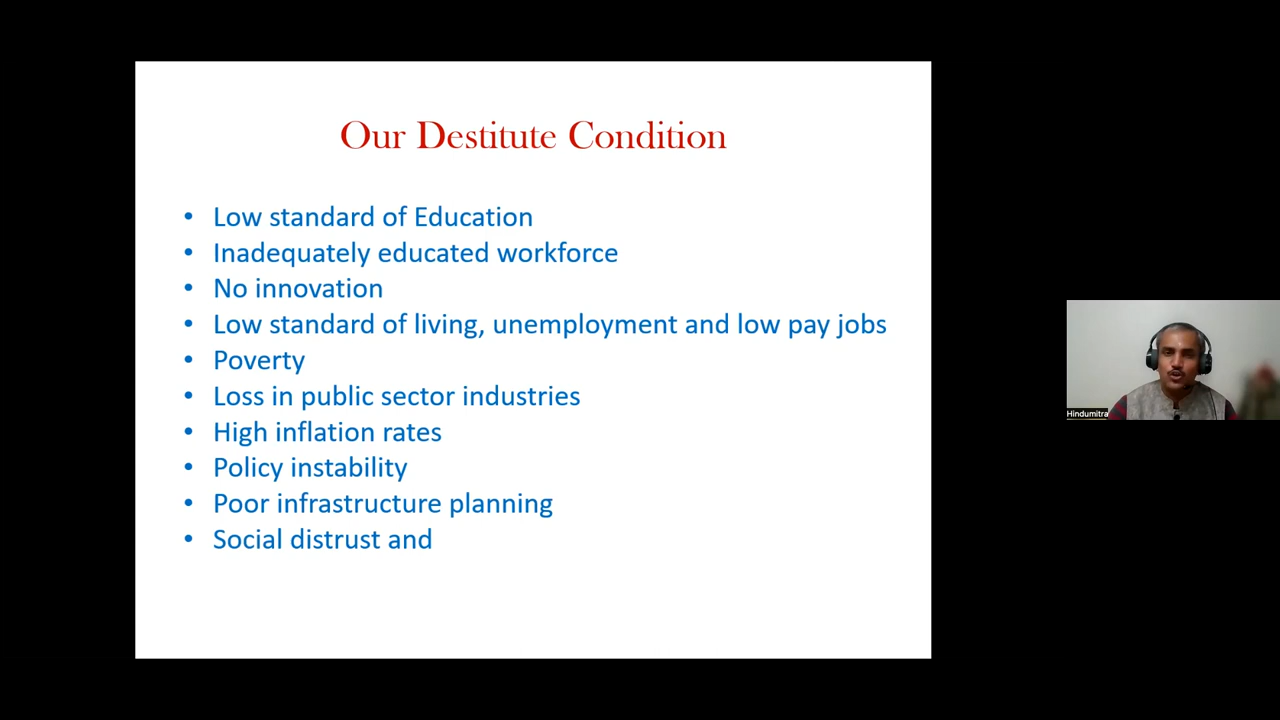 Our Destitute Condition
• Low standard of Education
• Inadequately educated workforce
• No innovation
• Low standard of living, unemployment and low pay jobs
• Poverty
• Loss in public sector industries
• High inflation rates
• Policy instability
• Poor infrastructure planning
• Social distrust and
Hindumitra